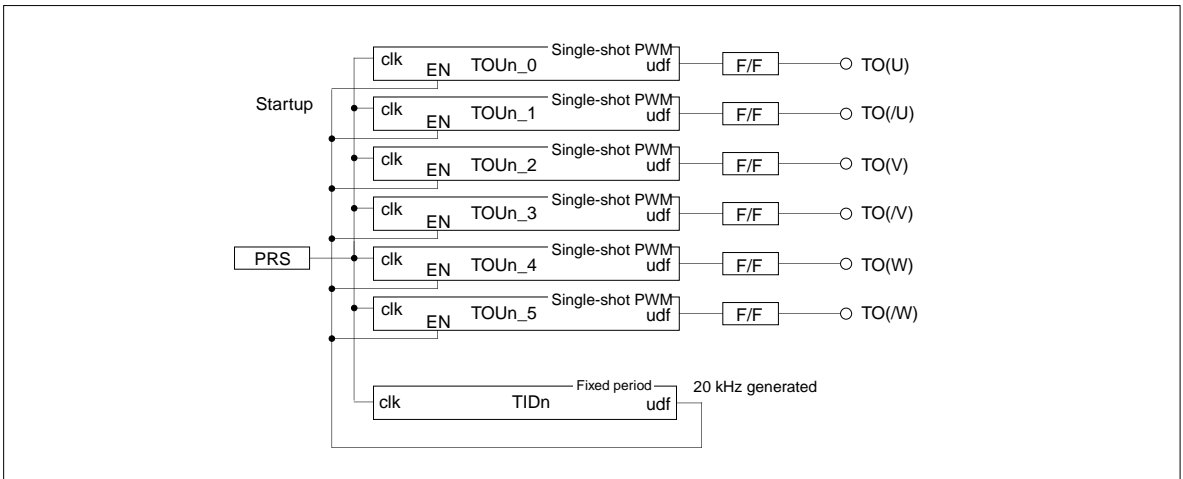 Single-shot PWM
clk EN TOUn_0 udf F/F TO(U)
Startup
Single-shot PWM
clk EN TOUn_1 udf F/F TO(/U)
Single-shot PWM
clk EN TOUn_2 udf F/F TO(V)
Single-shot PWM
clk EN TOUn_3 udf F/F TO(/V)
Single-shot PWM
PRS clk EN TOUn_4 udf F/F TO(W)
Single-shot PWM
clk EN TOUn_5 udf F/F TO(/W)
Fixed period 20 kHz generated
clk TIDn udf